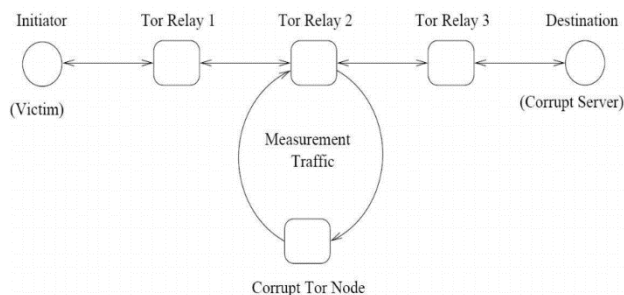 Initiator
Tor Relay 1
Tor Relay 2
Tor Relay 3
Destination
(Victim)
(Corrupt Server)
Measurement
Traffic
Corrupt Tor Node